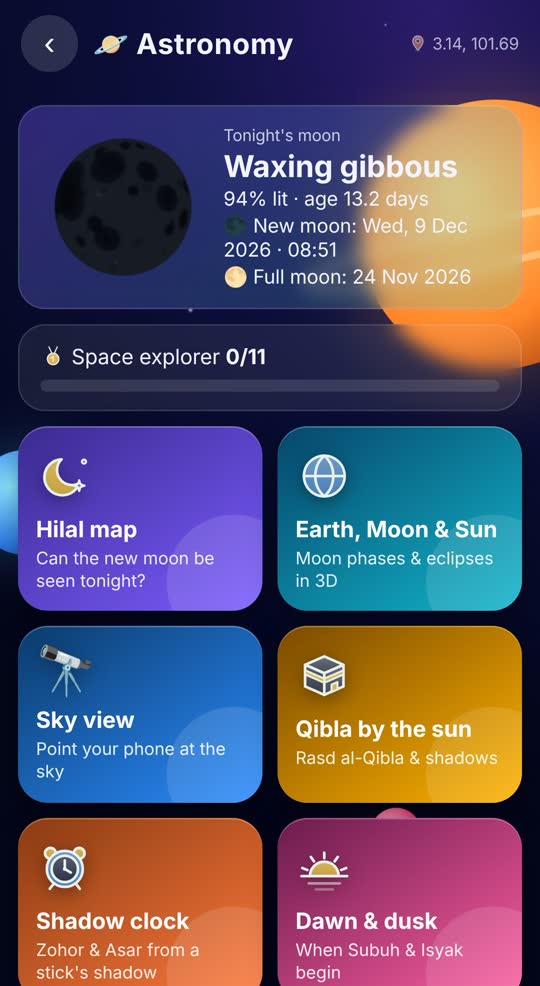 Astronomy
3.14, 101.69
Tonight's moon
Waxing gibbous
94% lit · age 13.2 days
New moon: Wed, 9 Dec
2026 · 08:51
Full moon: 24 Nov 2026
Space explorer 0/11
Hilal map
Can the new moon be
seen tonight?
Earth, Moon & Sun
Moon phases & eclipses
in 3D
Sky view
Point your phone at the
sky
Qibla by the sun
Rasd al-Qibla & shadows
Shadow clock
Zohor & Asar from a
stick's shadow
Dawn & dusk
When Subuh & Isyak
begin